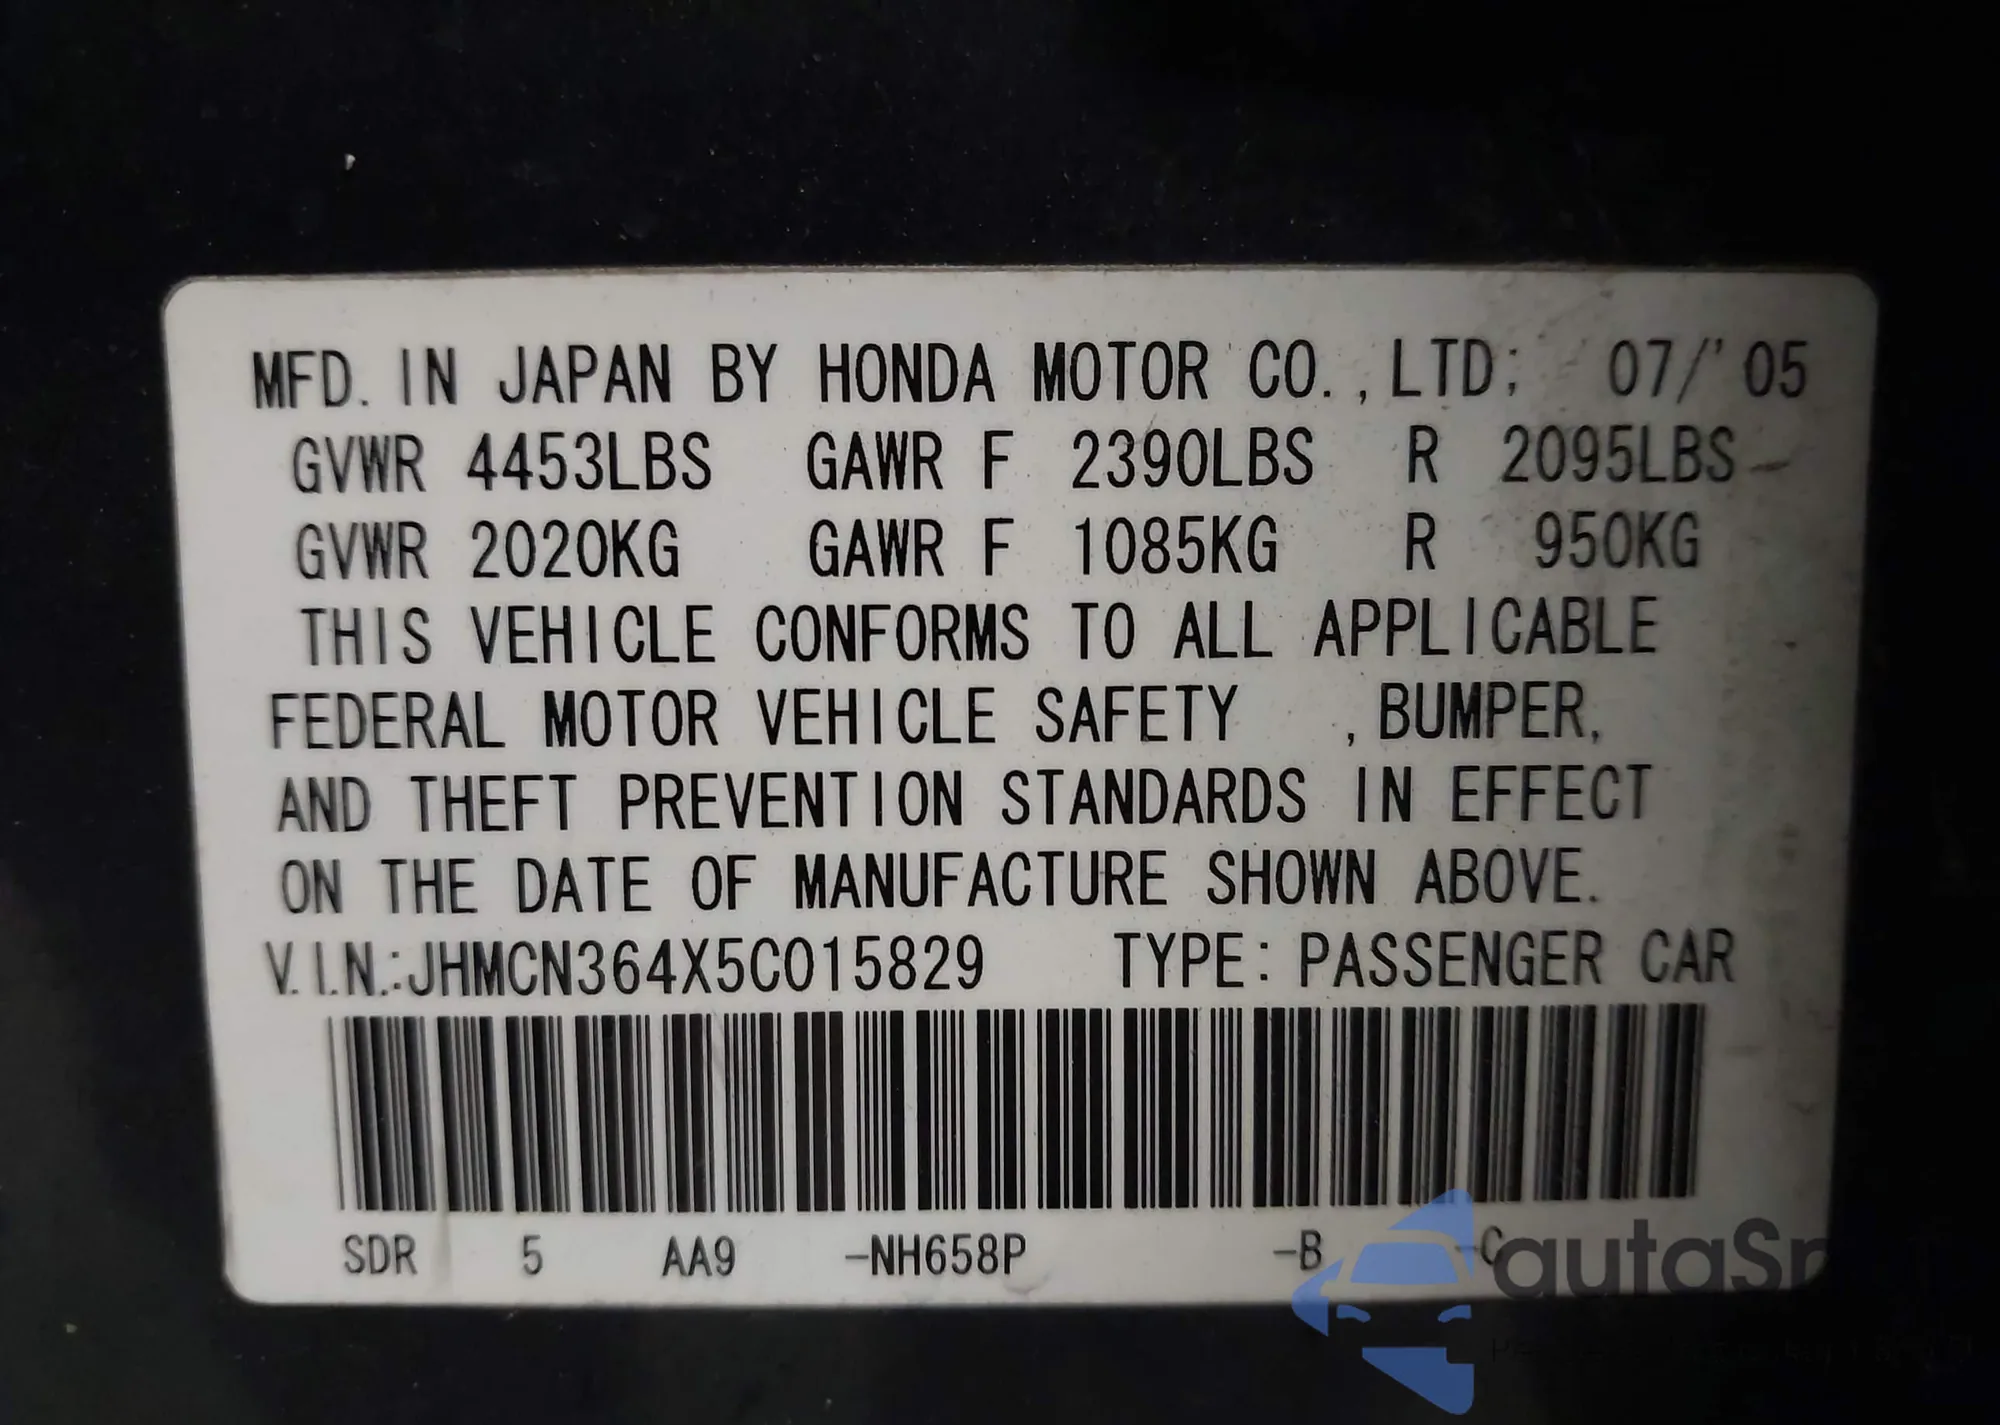 MFD. IN JAPAN BY HONDA MOTOR CO., LTD; 07/'05
GVWR 4453LBS GAWR F 2390LBS R 2095LBS
GVWR 2020KG GAWR F 1085KG R 950KG
THIS VEHICLE CONFORMS TO ALL APPLICABLE
FEDERAL MOTOR VEHICLE SAFETY , BUMPER,
AND THEFT PREVENTION STANDARDS IN EFFECT
ON THE DATE OF MANUFACTURE SHOWN ABOVE.
V.I.N.:JHMCN364X5C015829 TYPE: PASSENGER CAR
SDR 5 AA9 -NH658P -B -C